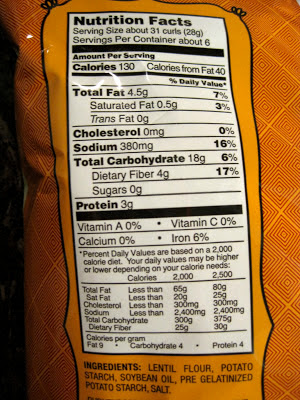 Nutrition Facts
Serving Size about 31 curls (28g)
Servings Per Container about 6
Amount Per Serving
Calories 130 Calories from Fat 40
% Daily Value*
Total Fat 4.5g 7%
Saturated Fat 0.5g 3%
Trans Fat 0g
Cholesterol 0mg 0%
Sodium 380mg 16%
Total Carbohydrate 18g 6%
Dietary Fiber 4g 17%
Sugars 0g
Protein 3g
Vitamin A 0% • Vitamin C 0%
Calcium 0% • Iron 6%
*Percent Daily Values are based on a 2,000
calorie diet. Your daily values may be higher
or lower depending on your calorie needs:
Calories 2,000 2,500
Total Fat Less than 65g 80g
Sat Fat Less than 20g 25g
Cholesterol Less than 300mg 300mg
Sodium Less than 2,400mg 2,400mg
Total Carbohydrate 300g 375g
Dietary Fiber 25g 30g
Calories per gram
Fat 9 • Carbohydrate 4 • Protein 4
INGREDIENTS: LENTIL FLOUR, POTATO
STARCH, SOYBEAN OIL, PRE GELATINIZED
POTATO STARCH, SALT.